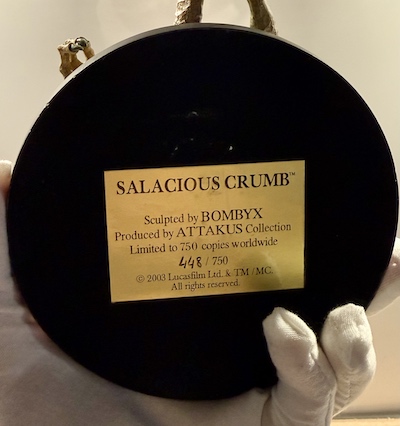 SALACIOUS CRUMB™
Sculpted by BOMBYX
Produced by ATTAKUS Collection
Limited to 750 copies worldwide
448 / 750
© 2003 Lucasfilm Ltd. & TM / MC.
All rights reserved.